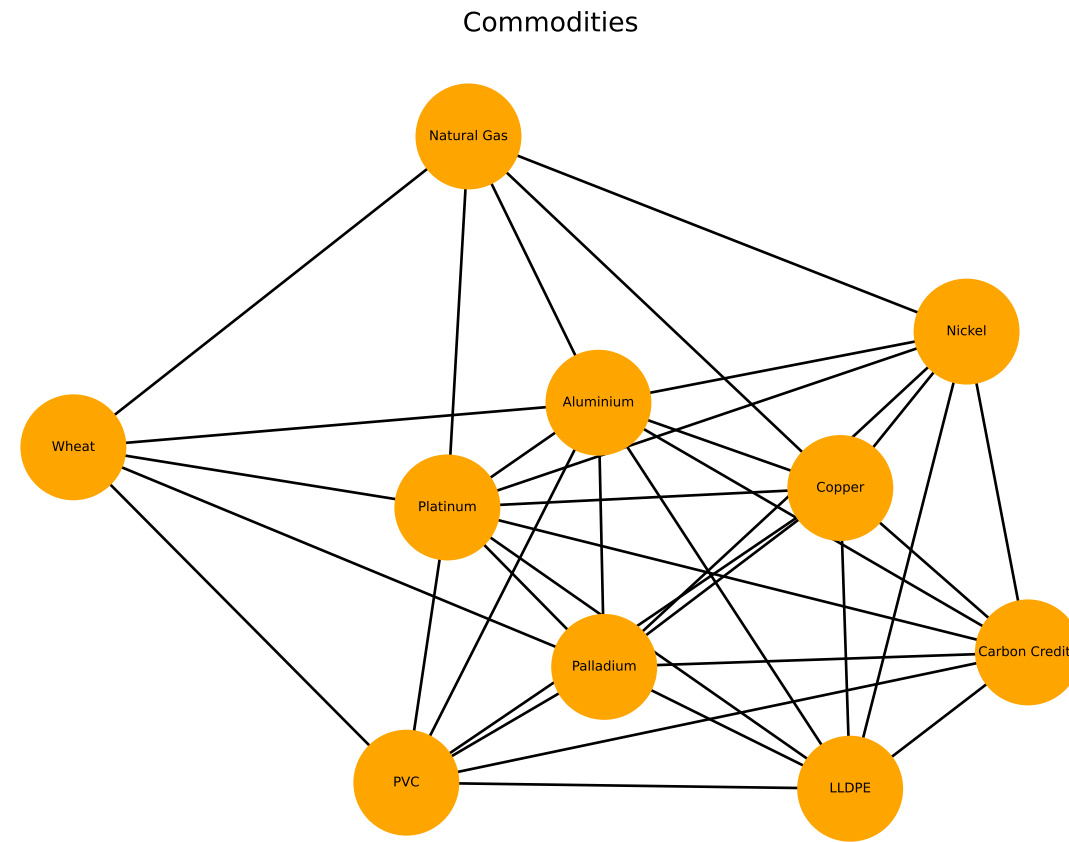 Commodities
Natural Gas
Nickel
Aluminium
Wheat
Copper
Platinum
Carbon Credit
Palladium
PVC
LLDPE